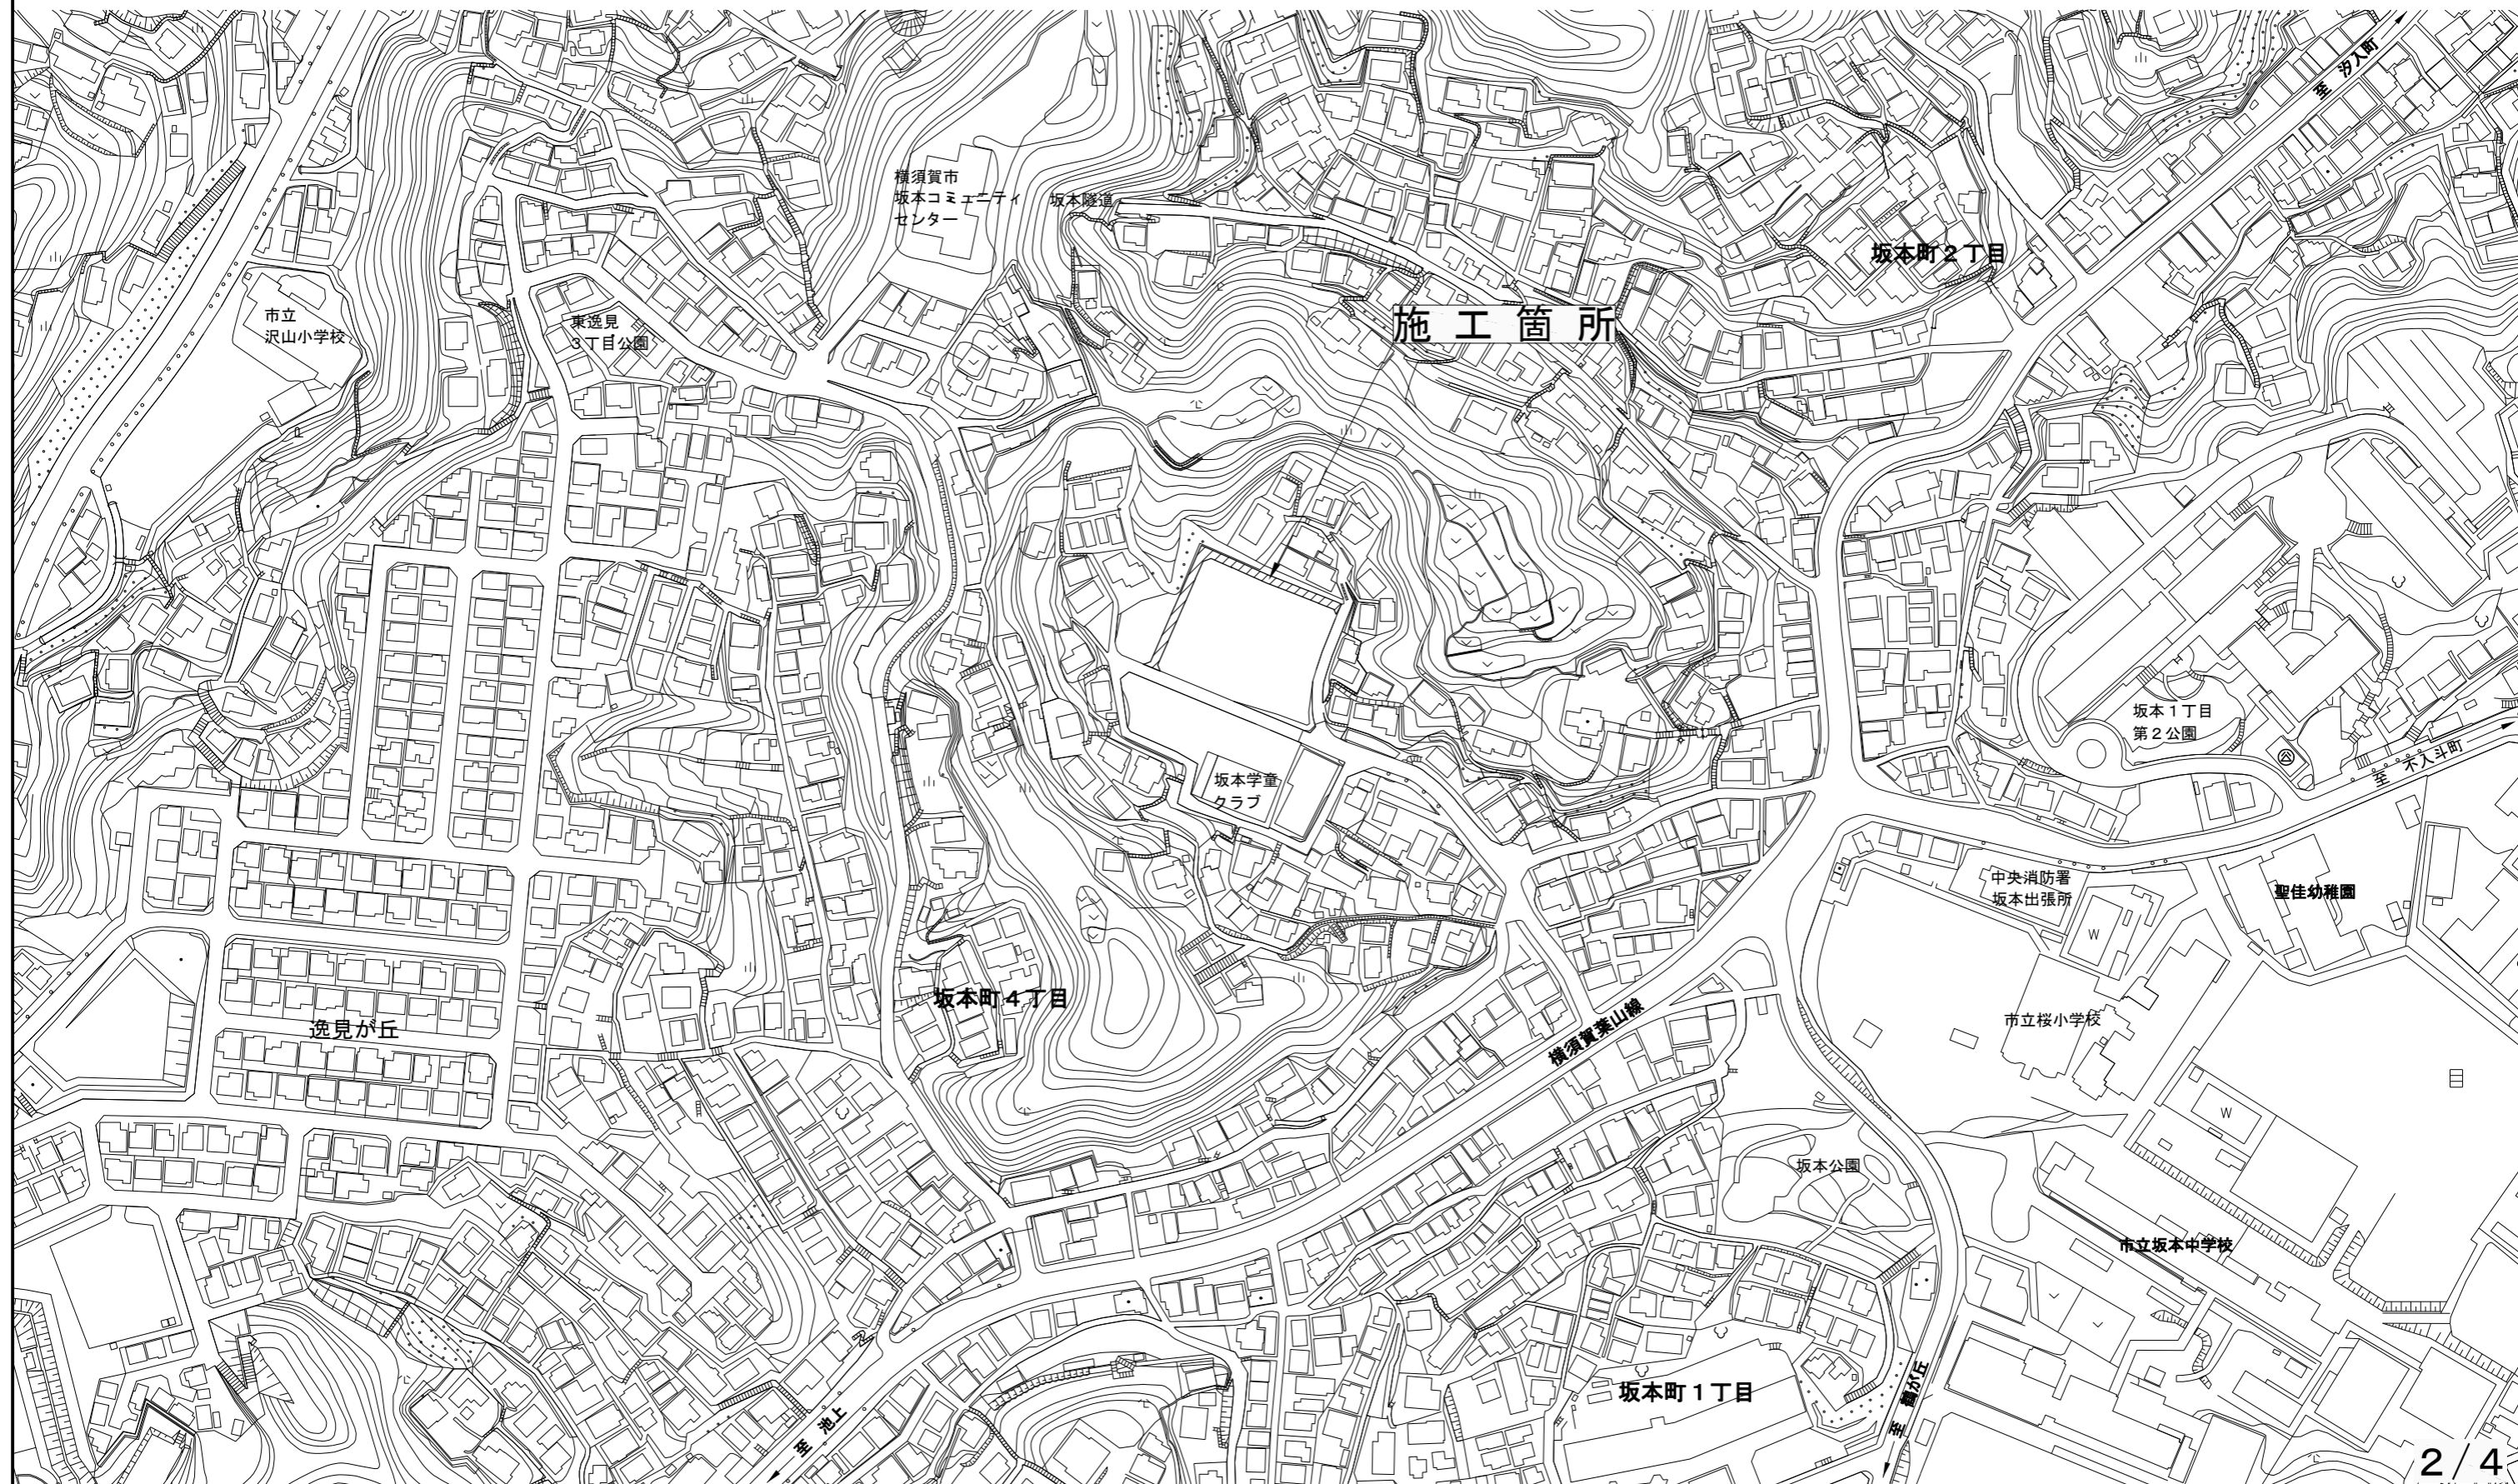 至 汐入町
横須賀市
坂本コミュニティ
センター
坂本隧道
坂本町２丁目
市立
沢山小学校
東逸見
３丁目公園
施工箇所
坂本１丁目
第２公園
至 不入斗町
坂本学童
クラブ
中央消防署
坂本出張所
聖佳幼稚園
W
坂本町４丁目
逸見が丘
横須賀葉山線
市立桜小学校
W
坂本公園
市立坂本中学校
坂本町１丁目
至 鶴が丘
至 池上
２／４